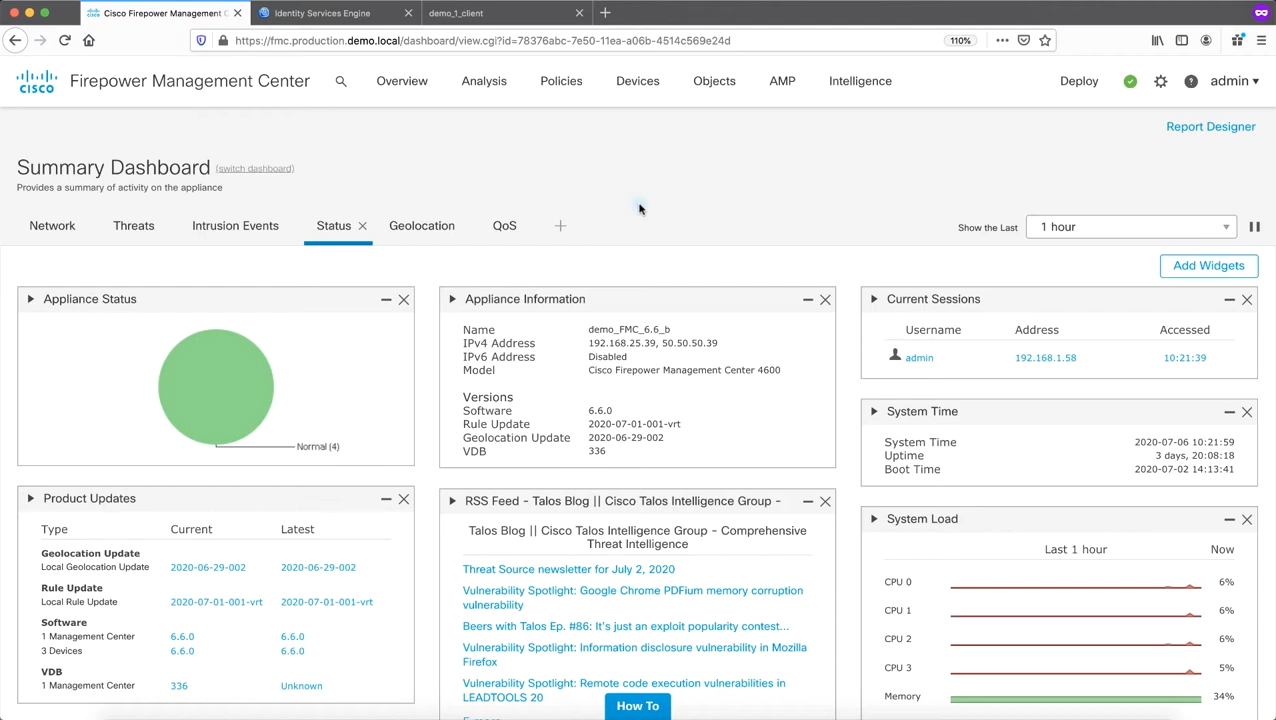 Cisco Firepower Management C
Identity Services Engine
demo_1_client
https://fmc.production.demo.local/dashboard/view.cgi?id=78376abc-7e50-11ea-a06b-4514c569e24d
110%
cisco
Firepower Management Center
Overview
Analysis
Policies
Devices
Objects
AMP
Intelligence
Deploy
admin
Report Designer
Summary Dashboard (switch dashboard)
Provides a summary of activity on the appliance
Network
Threats
Intrusion Events
Status
Geolocation
QoS
Show the Last
1 hour
Add Widgets
Appliance Status
Normal (4)
Product Updates
Type Current Latest
Geolocation Update
Local Geolocation Update 2020-06-29-002 2020-06-29-002
Rule Update
Local Rule Update 2020-07-01-001-vrt 2020-07-01-001-vrt
Software
1 Management Center 6.6.0 6.6.0
3 Devices 6.6.0 6.6.0
VDB
1 Management Center 336 Unknown
Appliance Information
Name demo_FMC_6.6_b
IPv4 Address 192.168.25.39, 50.50.50.39
IPv6 Address Disabled
Model Cisco Firepower Management Center 4600
Versions
Software 6.6.0
Rule Update 2020-07-01-001-vrt
Geolocation Update 2020-06-29-002
VDB 336
RSS Feed - Talos Blog || Cisco Talos Intelligence Group -
Talos Blog || Cisco Talos Intelligence Group - Comprehensive
Threat Intelligence
Threat Source newsletter for July 2, 2020
Vulnerability Spotlight: Google Chrome PDFium memory corruption
vulnerability
Beers with Talos Ep. #86: It's just an exploit popularity contest...
Vulnerability Spotlight: Information disclosure vulnerability in Mozilla
Firefox
Vulnerability Spotlight: Remote code execution vulnerabilities in
LEADTOOLS 20
How To
Current Sessions
Username Address Accessed
admin 192.168.1.58 10:21:39
System Time
System Time 2020-07-06 10:21:59
Uptime 3 days, 20:08:18
Boot Time 2020-07-02 14:13:41
System Load
Last 1 hour Now
CPU 0 6%
CPU 1 6%
CPU 2 6%
CPU 3 5%
Memory 34%